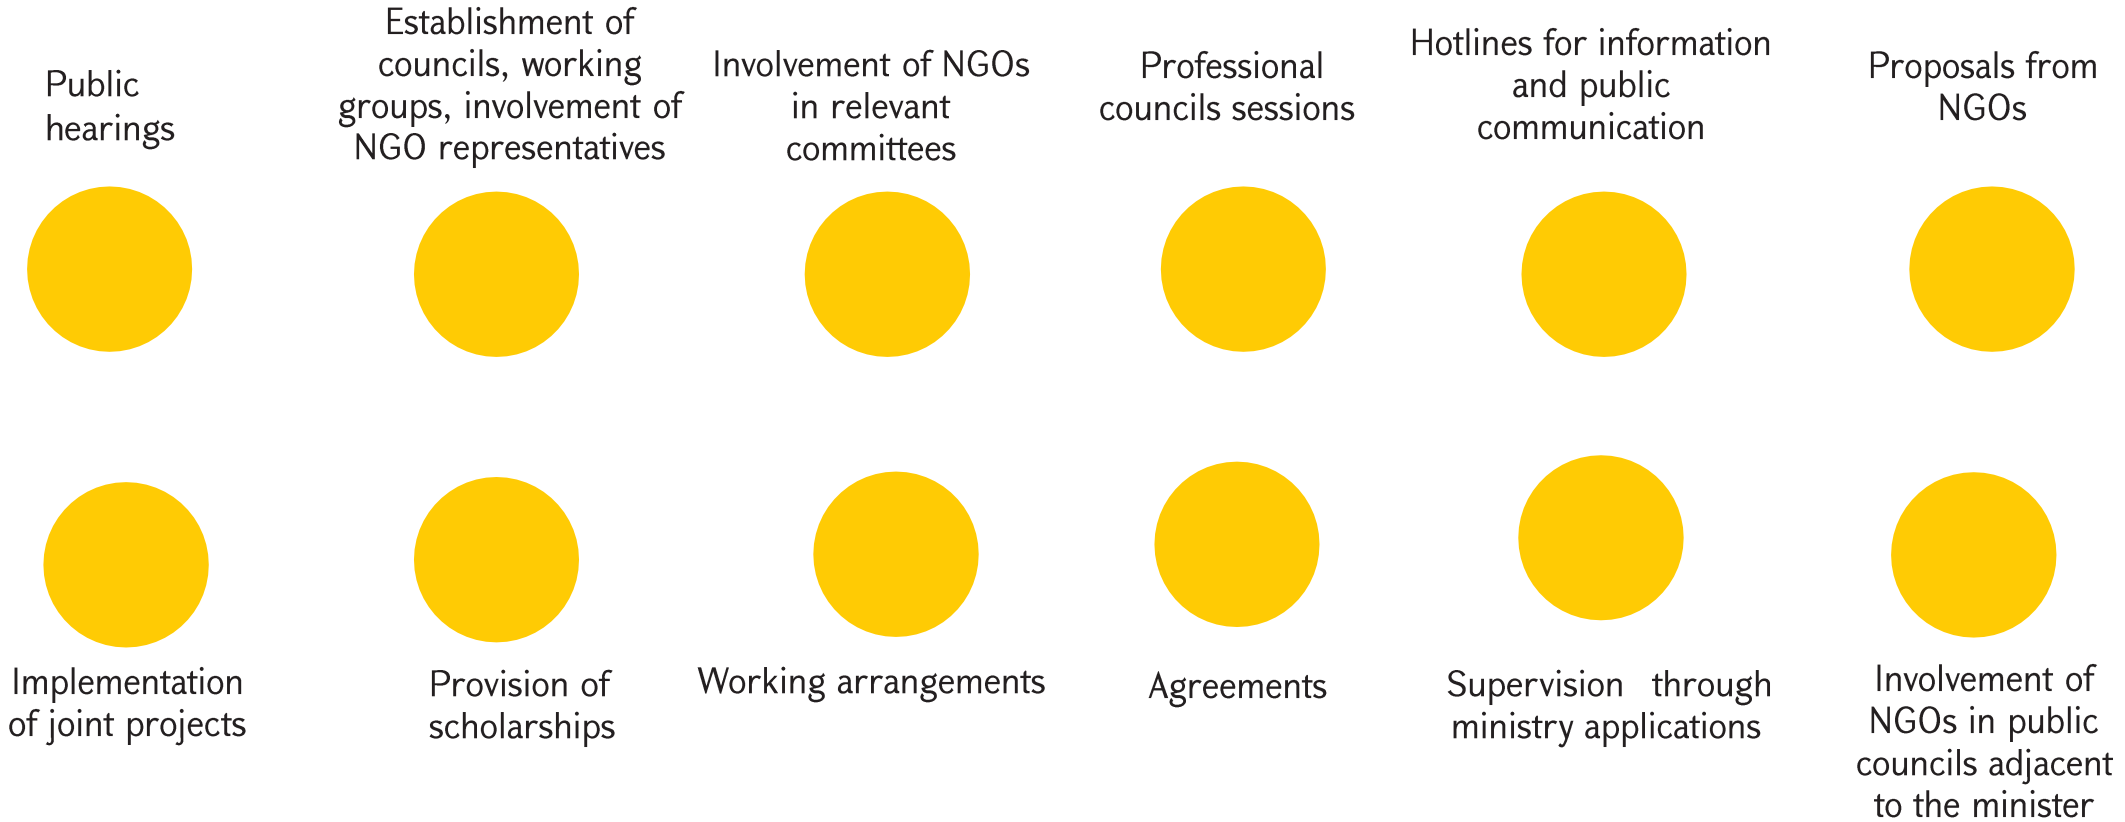 Public
hearings
Establishment of
councils, working
groups, involvement of
NGO representatives
Involvement of NGOs
in relevant
committees
Professional
councils sessions
Hotlines for information
and public
communication
Proposals from
NGOs
Implementation
of joint projects
Provision of
scholarships
Working arrangements
Agreements
Supervision through
ministry applications
Involvement of
NGOs in public
councils adjacent
to the minister